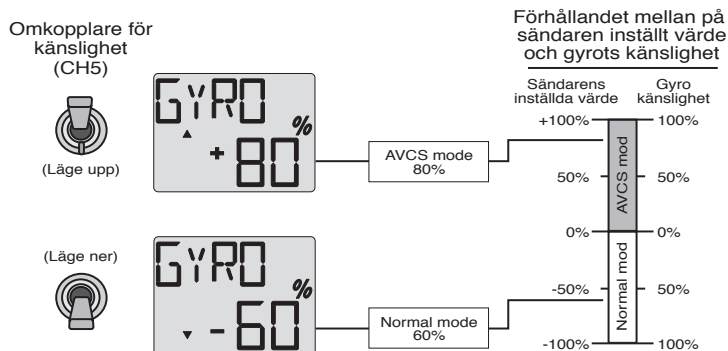 Omkopplare för
känslighet
(CH5)
(Läge upp)
GYRO
%
+80
AVCS mode
80%
(Läge ner)
GYRO
%
-60
Normal mode
60%
Förhållandet mellan på
sändaren inställt värde
och gyrots känslighet
Sändarens
inställda värde
Gyro
känslighet
+100% 100%
50% 50%
0% 0%
-50% 50%
-100% 100%
AVCS mod
Normal mod